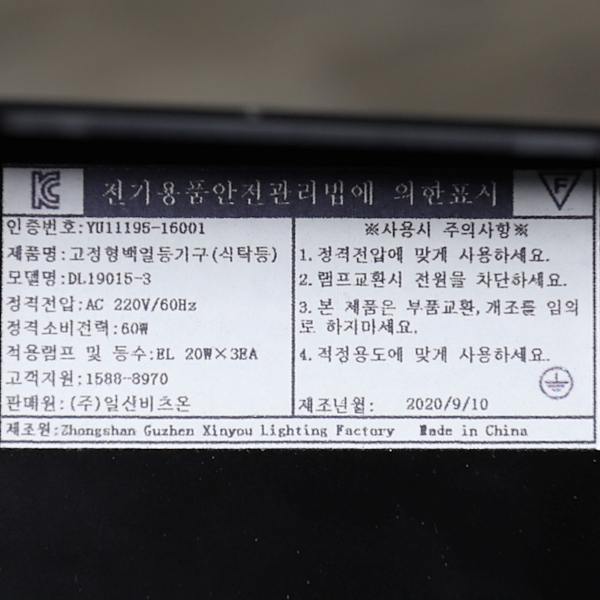 KC 전기용품안전관리법에 의한표시 F
인증번호:YU11195-16001
제품명:고정형백열등기구(식탁등)
모델명:DL19015-3
정격전압:AC 220V/60Hz
정격소비전력:60W
적용램프 및 등수:EL 20W×3EA
고객지원:1588-8970
판매원:(주)일산비츠온
※사용시 주의사항※
1.정격전압에 맞게 사용하세요.
2.램프교환시 전원을 차단하세요.
3.본 제품은 부품교환,개조를 임의
로 하지마세요.
4.적정용도에 맞게 사용하세요.
제조년월: 2020/9/10
제조원:Zhongshan Guzhen Xinyou Lighting Factory Made in China